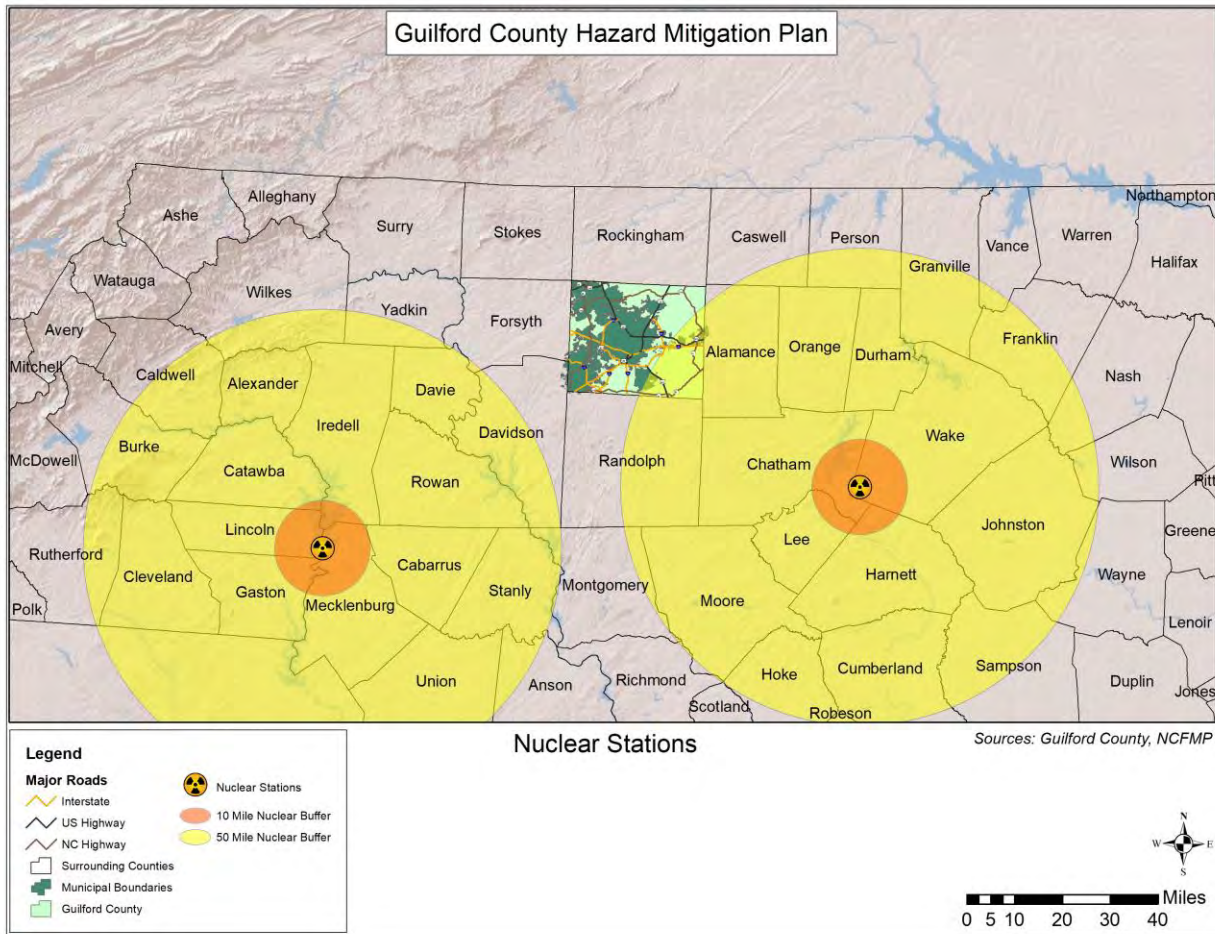 Guilford County Hazard Mitigation Plan
Northampton
Alleghany
Ashe
Surry
Stokes
Rockingham
Caswell
Person
Vance
Warren
Granville
Halifax
Watauga
Wilkes
Yadkin
Forsyth
Avery
Mitchell
Caldwell
Alexander
Davie
Alamance
Orange
Durham
Franklin
Nash
Iredell
Burke
Davidson
Wake
McDowell
Catawba
Rowan
Randolph
Chatham
Wilson
Pitt
Lincoln
Johnston
Rutherford
Cleveland
Gaston
Cabarrus
Stanly
Lee
Harnett
Greene
Wayne
Polk
Mecklenburg
Montgomery
Moore
Lenoir
Union
Anson
Richmond
Hoke
Cumberland
Sampson
Duplin
Jones
Scotland
Robeson
Nuclear Stations
Sources: Guilford County, NCFMP
Legend
Major Roads
Interstate
US Highway
NC Highway
Surrounding Counties
Municipal Boundaries
Guilford County
Nuclear Stations
10 Mile Nuclear Buffer
50 Mile Nuclear Buffer
N
W E
S
Miles
0 5 10 20 30 40